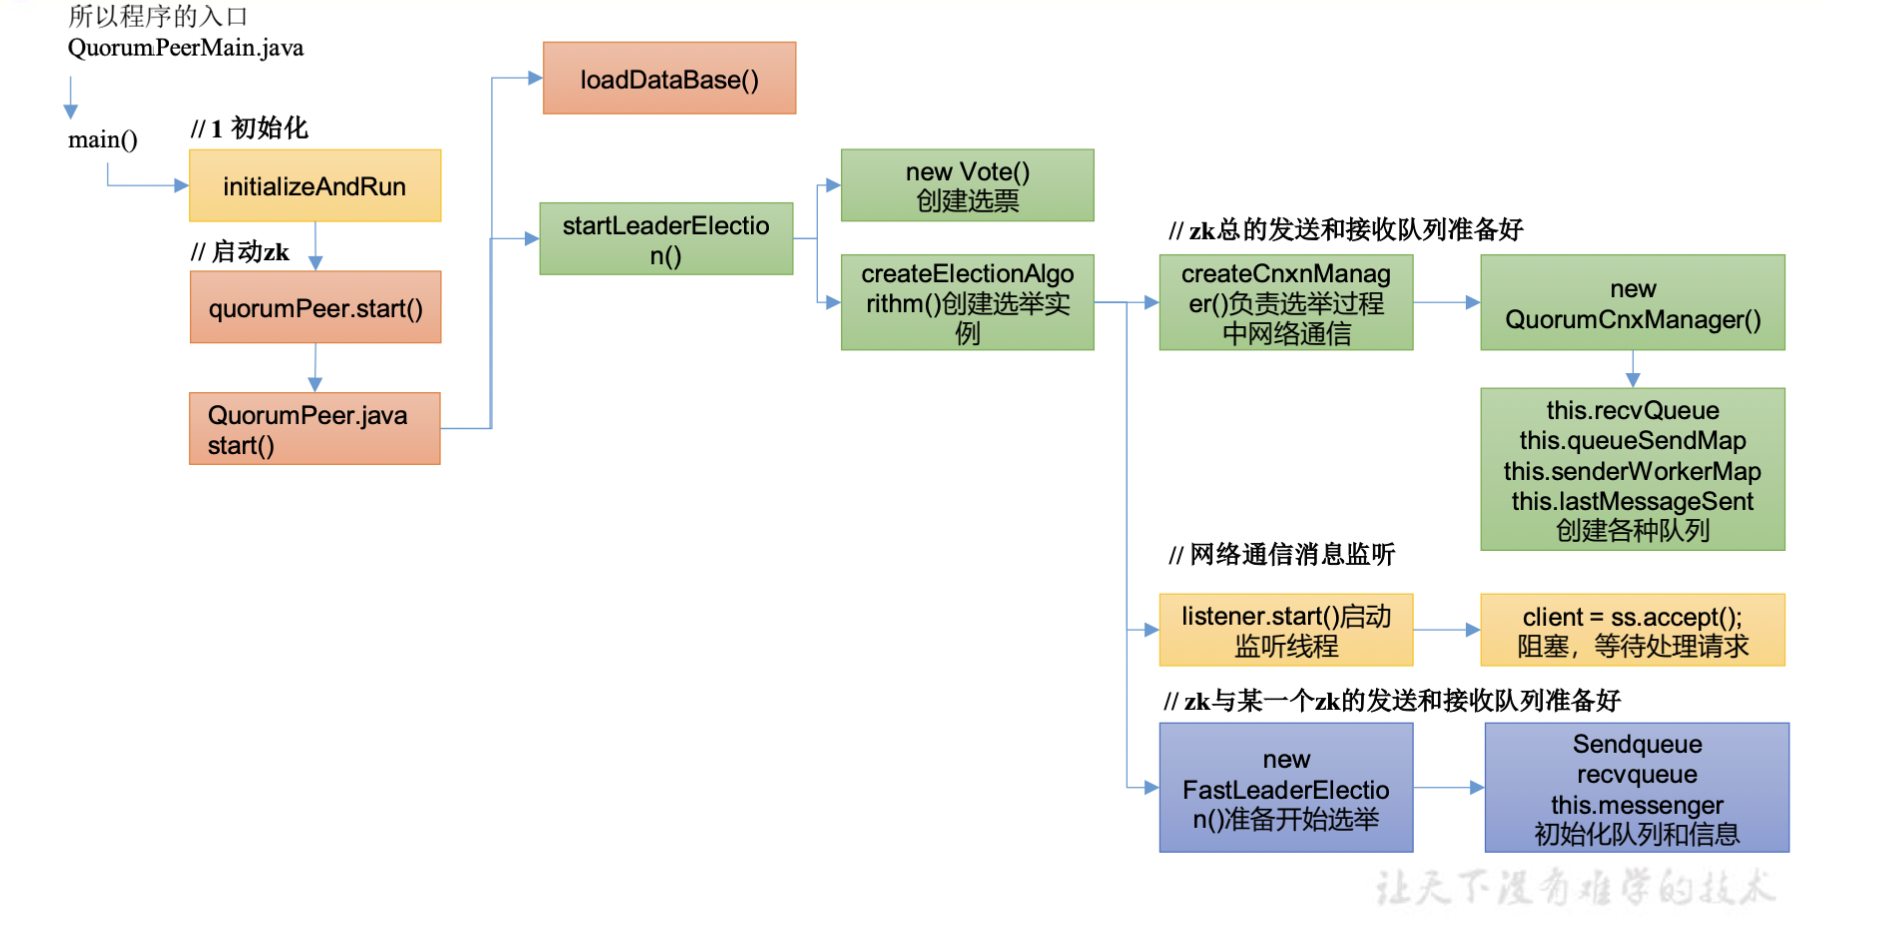 所以程序的入口
QuorumPeerMain.java
main()
// 1 初始化
initializeAndRun
// 启动zk
quorumPeer.start()
QuorumPeer.java
start()
loadDataBase()
startLeaderElectio
n()
new Vote()
创建选票
createElectionAlgo
rithm()创建选举实
例
// zk总的发送和接收队列准备好
createCnxnManag
er()负责选举过程
中网络通信
new
QuorumCnxManager()
this.recvQueue
this.queueSendMap
this.senderWorkerMap
this.lastMessageSent
创建各种队列
// 网络通信消息监听
listener.start()启动
监听线程
client = ss.accept();
阻塞，等待处理请求
// zk与某一个zk的发送和接收队列准备好
new
FastLeaderElectio
n()准备开始选举
Sendqueue
recvqueue
this.messenger
初始化队列和信息
让天下没有难学的技术